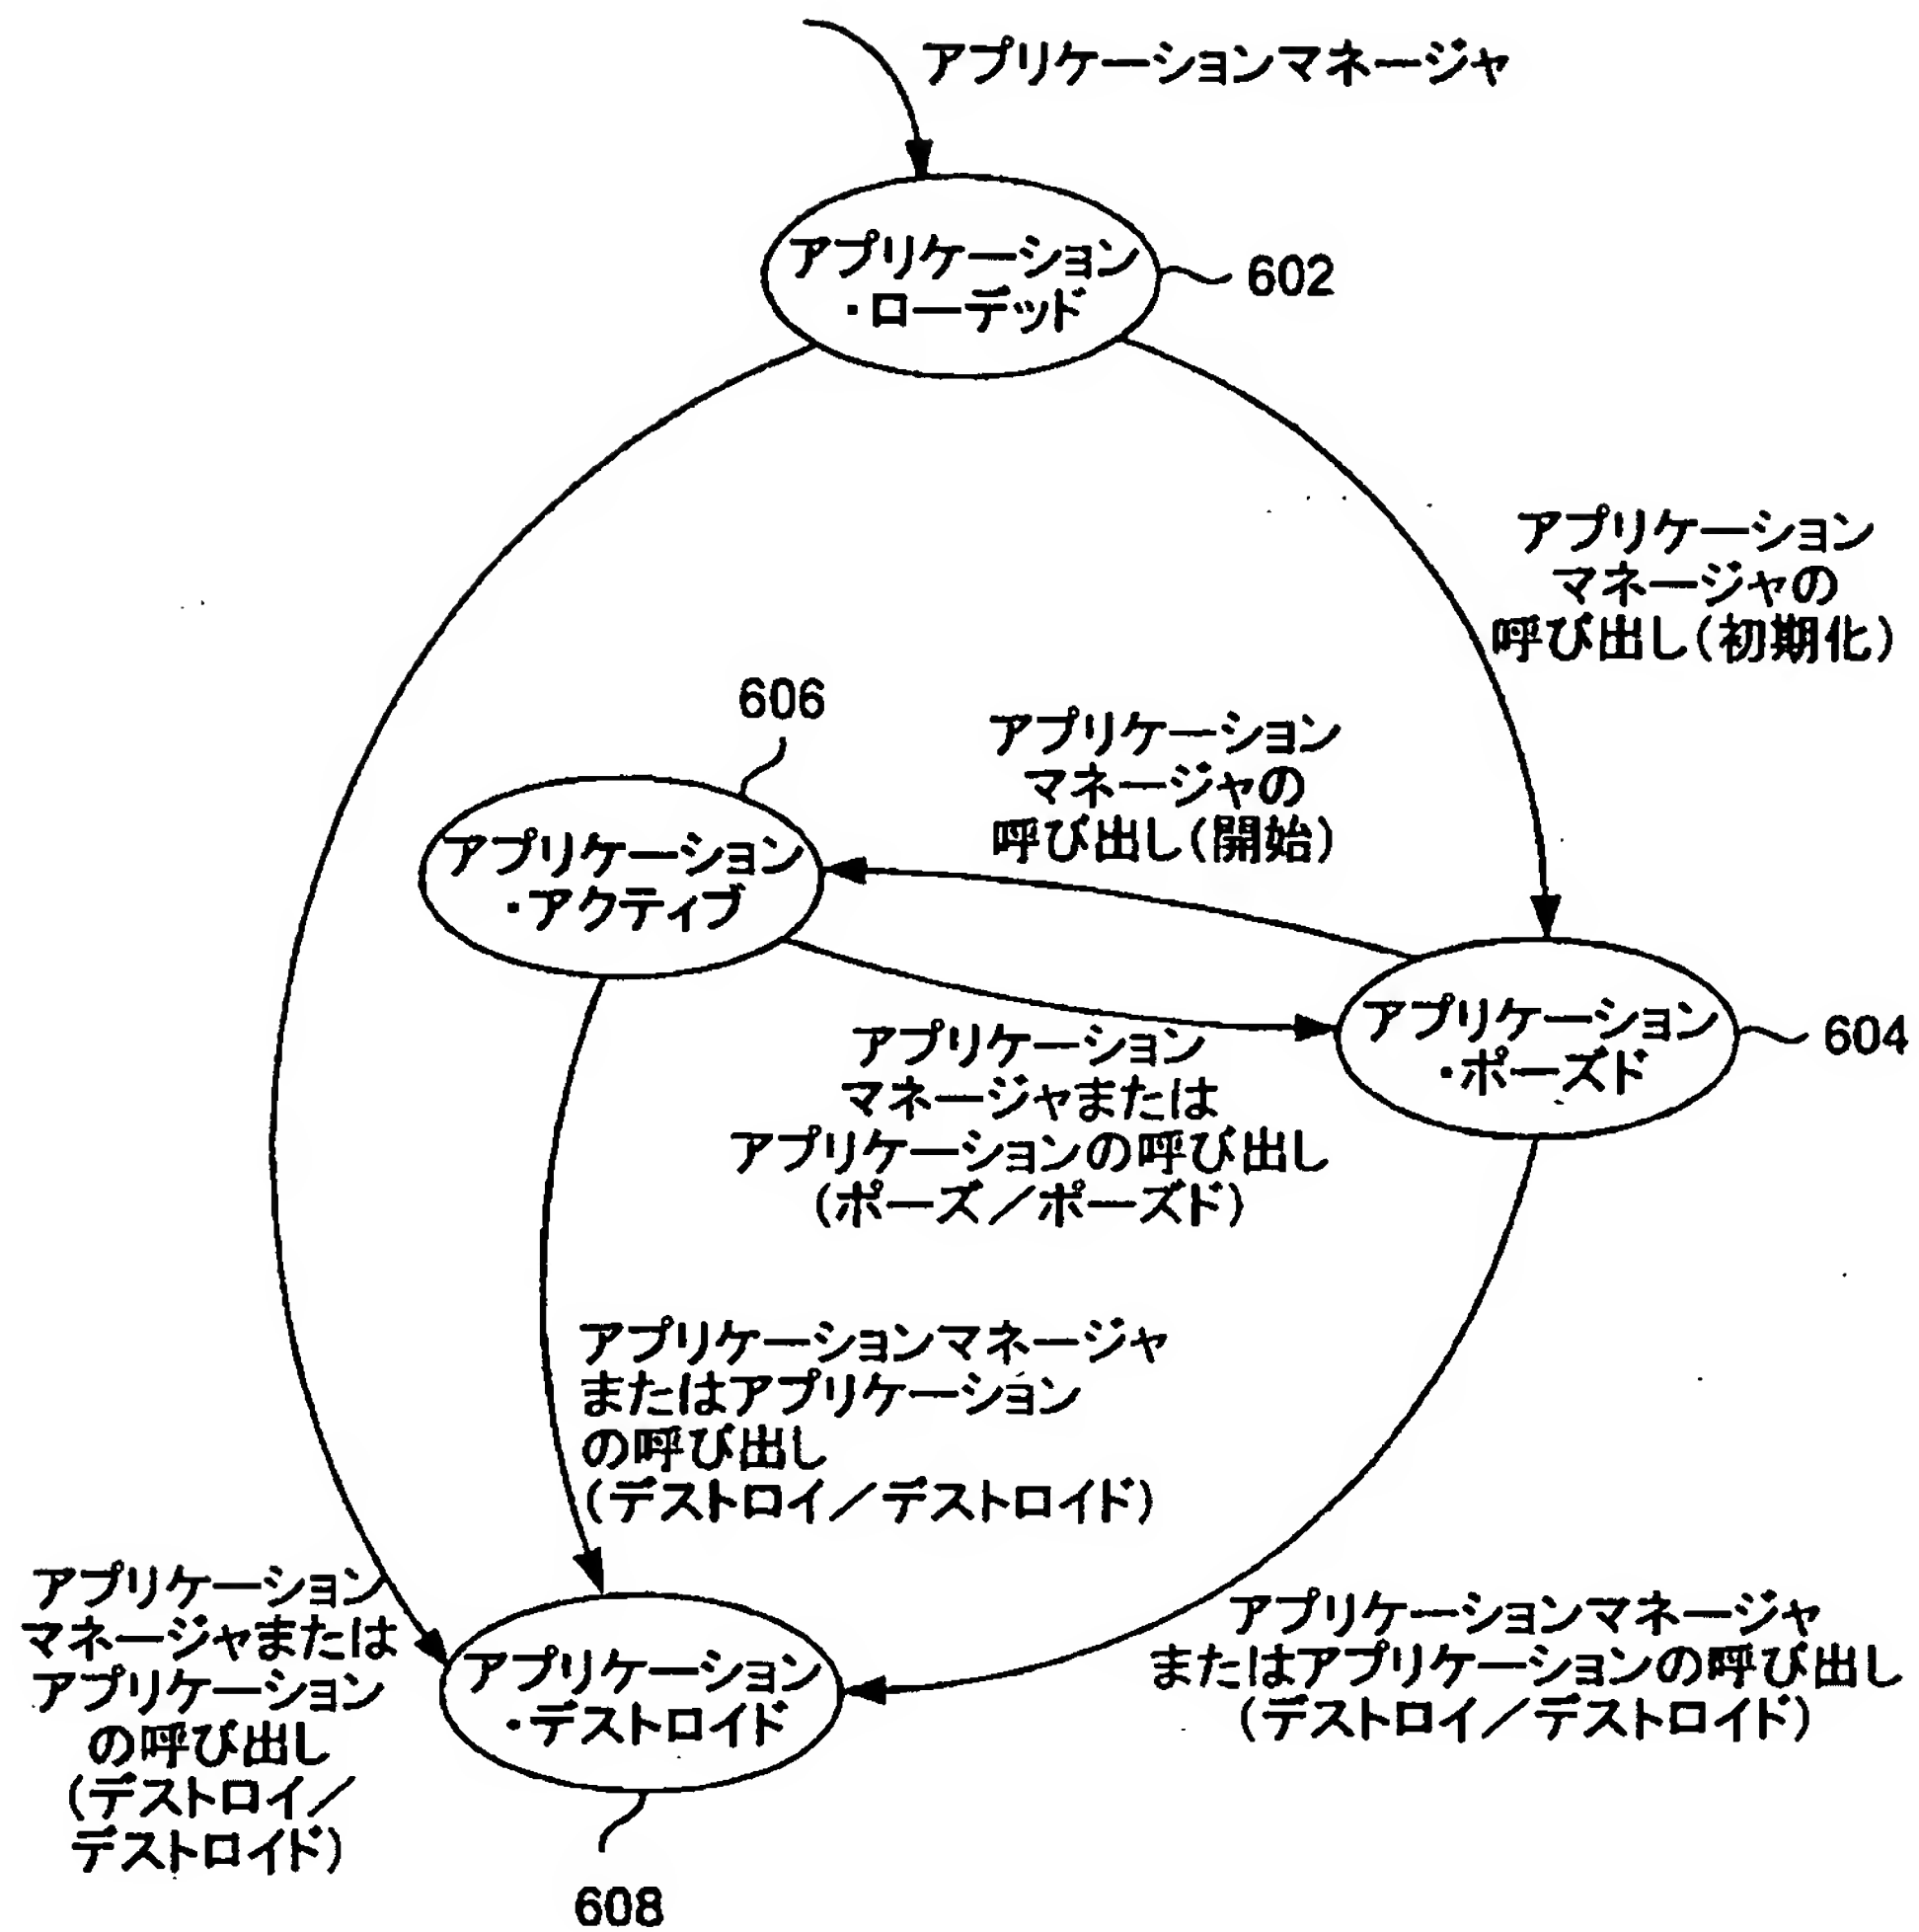 アプリケーションマネージャ
アプリケーション
・ローデッド
602
アプリケーション
マネージャの
呼び出し(初期化)
606
アプリケーション
マネージャの
呼び出し(開始)
アプリケーション
・アクティブ
アプリケーション
・ポーズド
604
アプリケーション
マネージャまたは
アプリケーションの呼び出し
(ポーズ/ポーズド)
アプリケーションマネージャ
またはアプリケーション
の呼び出し
(デストロイ/デストロイド)
アプリケーション
マネージャまたは
アプリケーション
の呼び出し
(デストロイ/
デストロイド)
アプリケーション
・デストロイド
アプリケーションマネージャ
またはアプリケーションの呼び出し
(デストロイ/デストロイド)
608